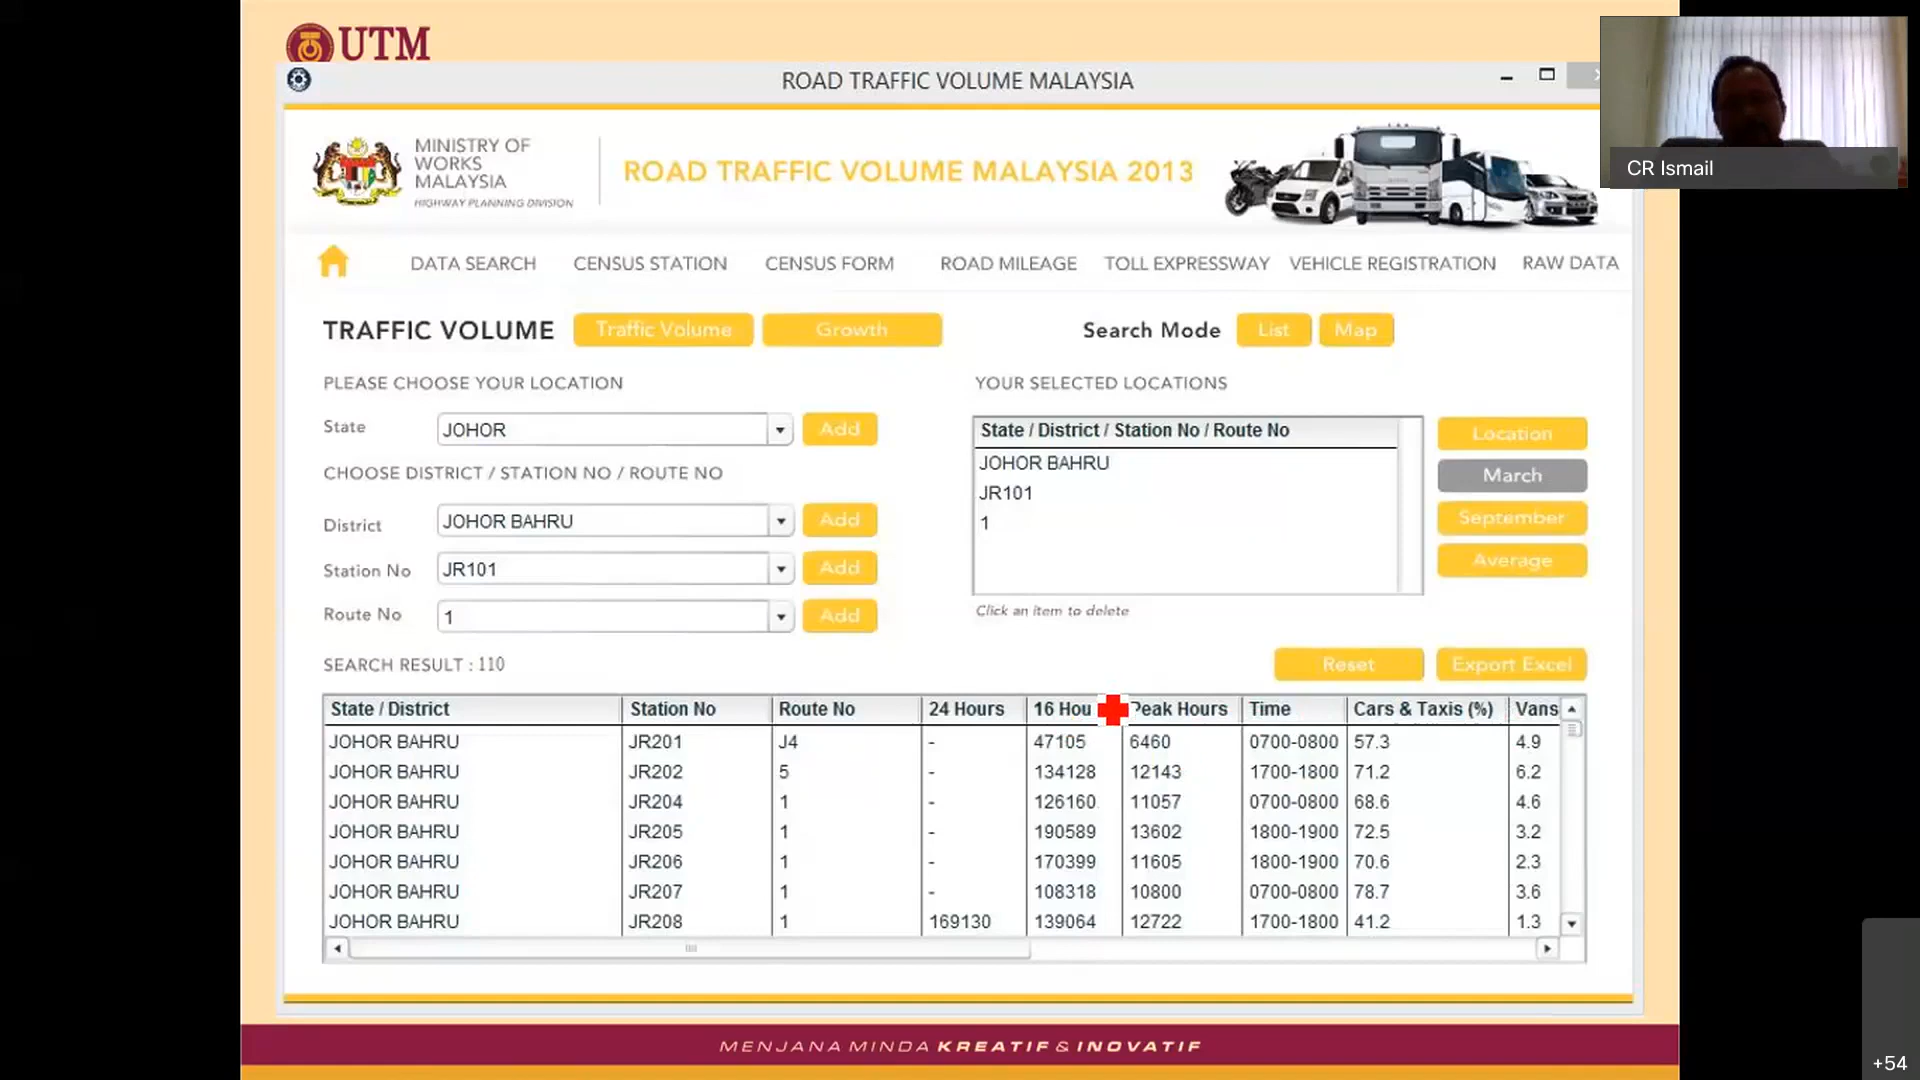 UTM
ROAD TRAFFIC VOLUME MALAYSIA
CR Ismail
MINISTRY OF
WORKS
MALAYSIA
HIGHWAY PLANNING DIVISION
ROAD TRAFFIC VOLUME MALAYSIA 2013
DATA SEARCH CENSUS STATION CENSUS FORM ROAD MILEAGE TOLL EXPRESSWAY VEHICLE REGISTRATION RAW DATA
TRAFFIC VOLUME Traffic Volume Growth Search Mode List Map
PLEASE CHOOSE YOUR LOCATION
State JOHOR Add
CHOOSE DISTRICT / STATION NO / ROUTE NO
District JOHOR BAHRU Add
Station No JR101 Add
Route No 1 Add
YOUR SELECTED LOCATIONS
State / District / Station No / Route No
JOHOR BAHRU
JR101
1
Click an item to delete
Location
March
September
Average
SEARCH RESULT : 110 Reset Export Excel
State / District Station No Route No 24 Hours 16 Hou Peak Hours Time Cars & Taxis (%) Vans
JOHOR BAHRU JR201 J4 - 47105 6460 0700-0800 57.3 4.9
JOHOR BAHRU JR202 5 - 134128 12143 1700-1800 71.2 6.2
JOHOR BAHRU JR204 1 - 126160 11057 0700-0800 68.6 4.6
JOHOR BAHRU JR205 1 - 190589 13602 1800-1900 72.5 3.2
JOHOR BAHRU JR206 1 - 170399 11605 1800-1900 70.6 2.3
JOHOR BAHRU JR207 1 - 108318 10800 0700-0800 78.7 3.6
JOHOR BAHRU JR208 1 169130 139064 12722 1700-1800 41.2 1.3
MENJANA MINDA KREATIF & INOVATIF
+54